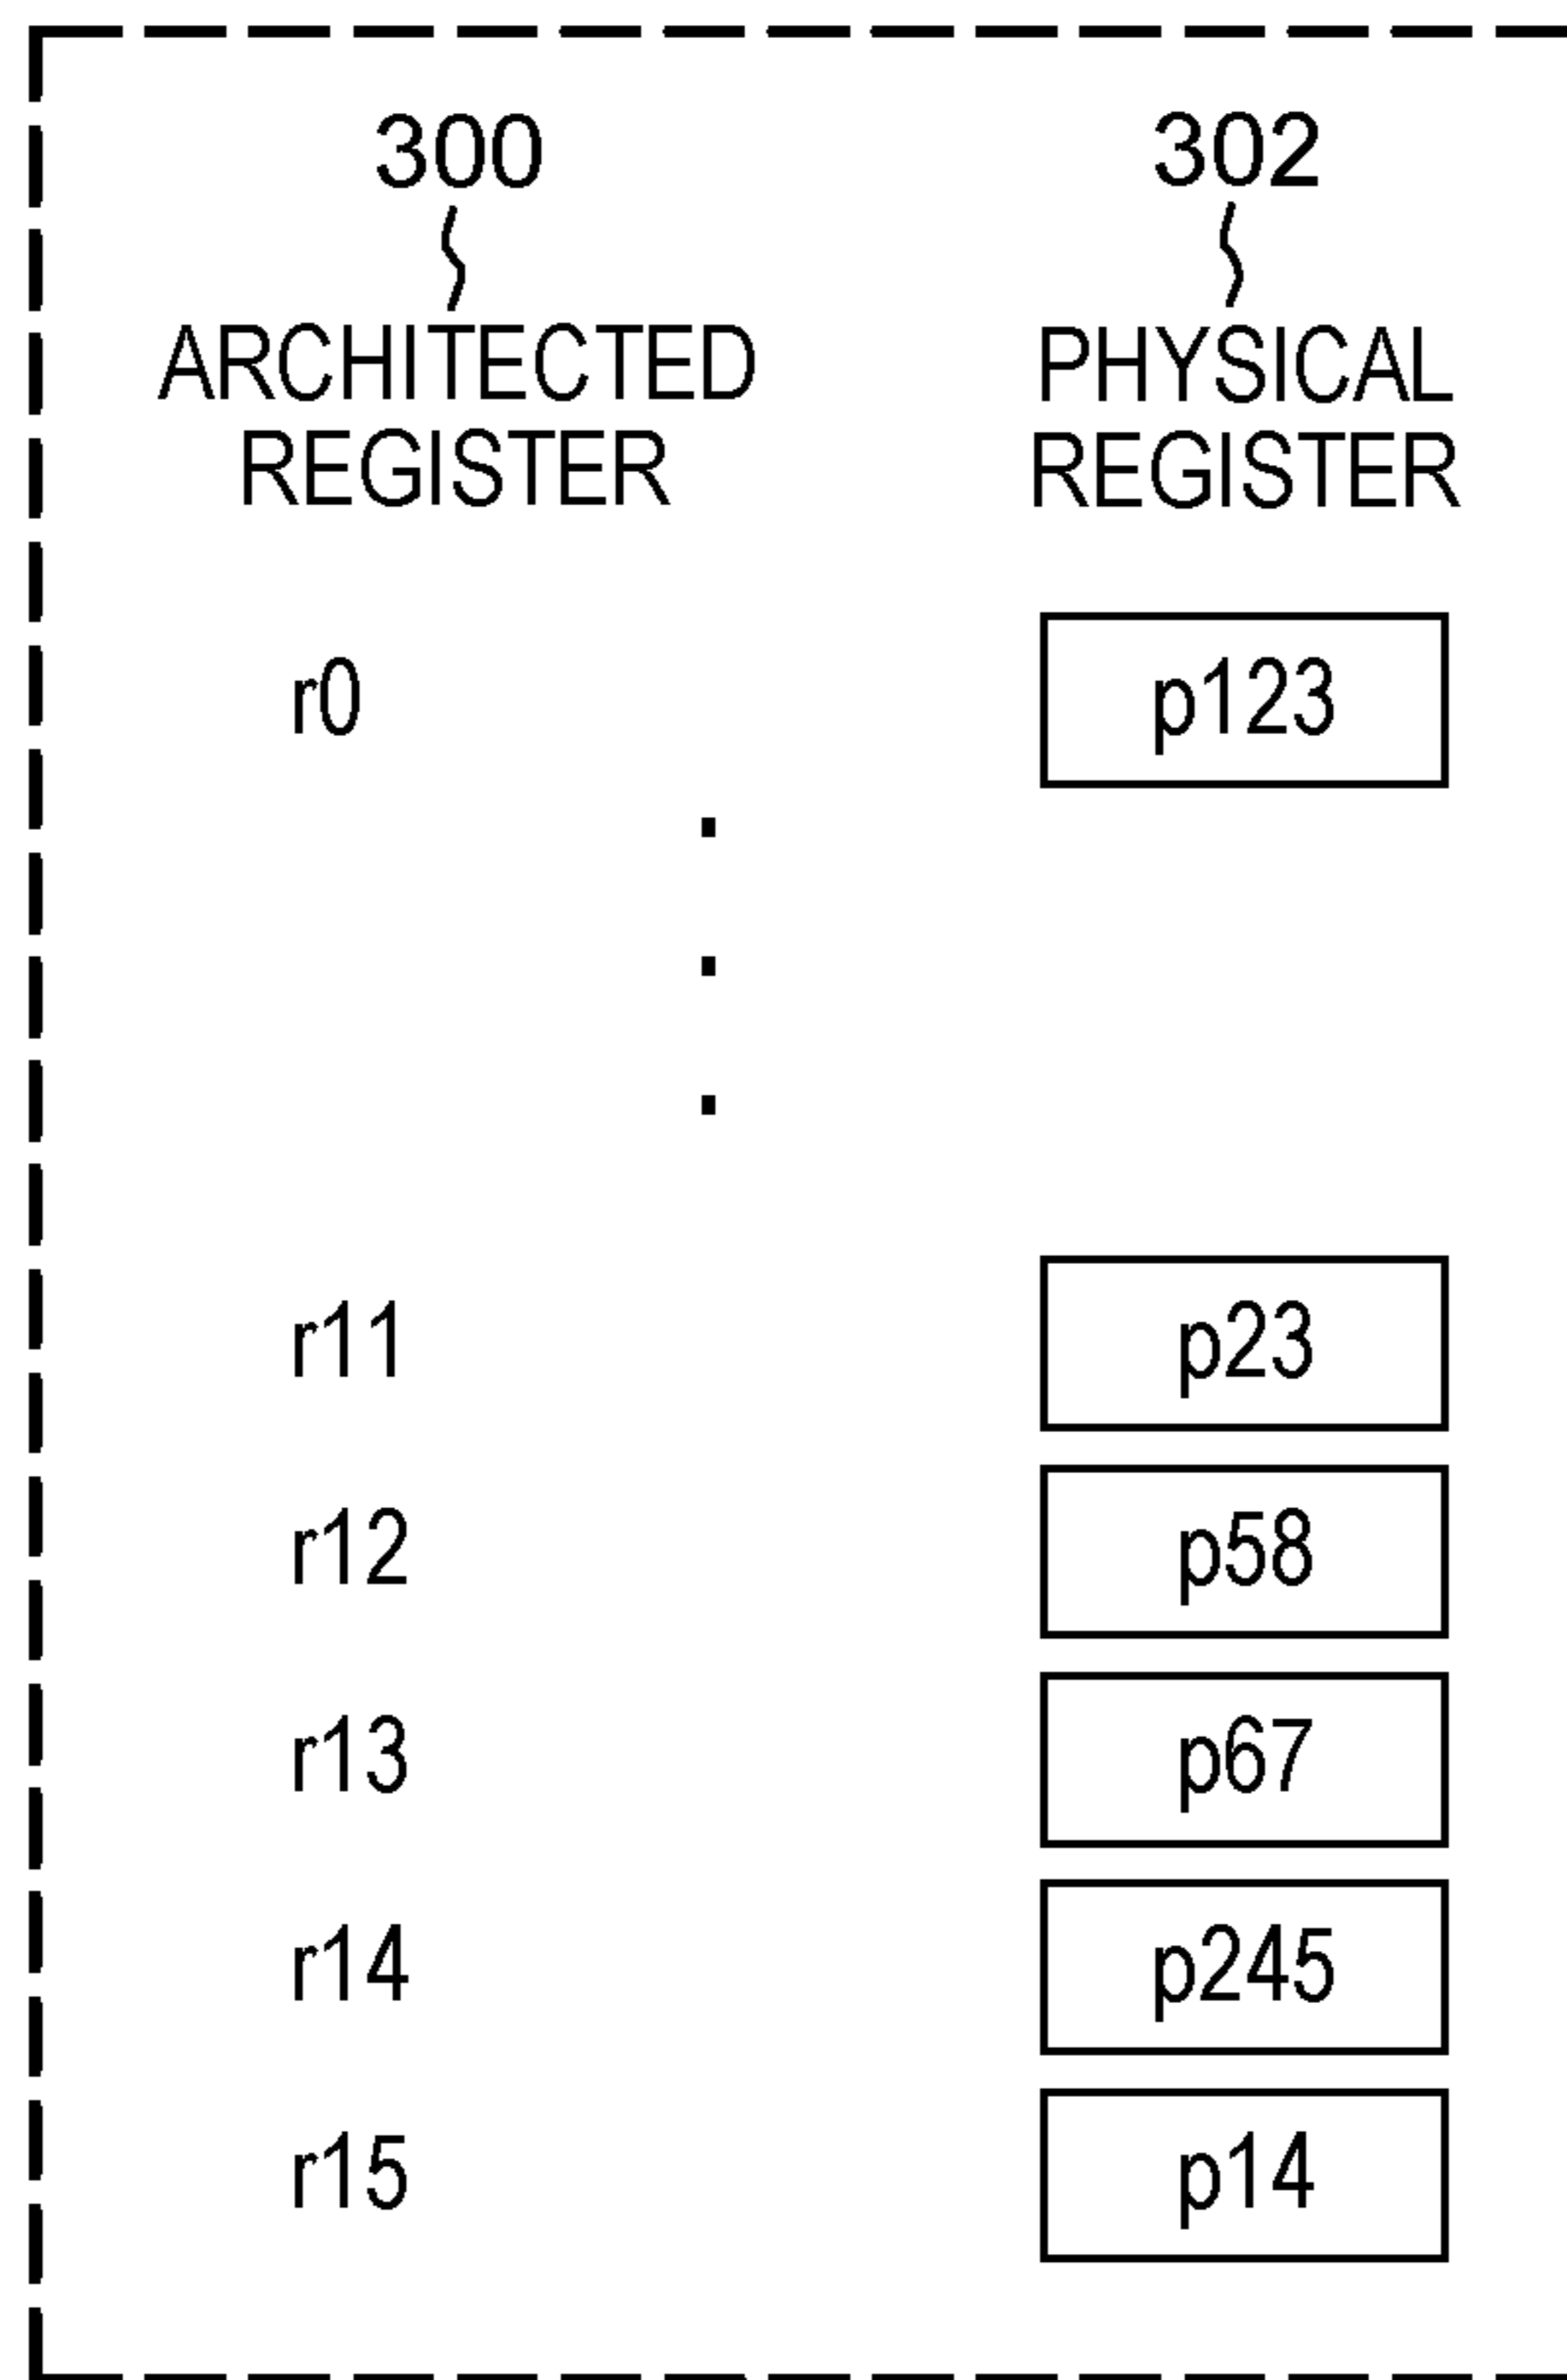 300 302
ARCHITECTED PHYSICAL
REGISTER REGISTER
r0 p123
.
.
.
r11 p23
r12 p58
r13 p67
r14 p245
r15 p14